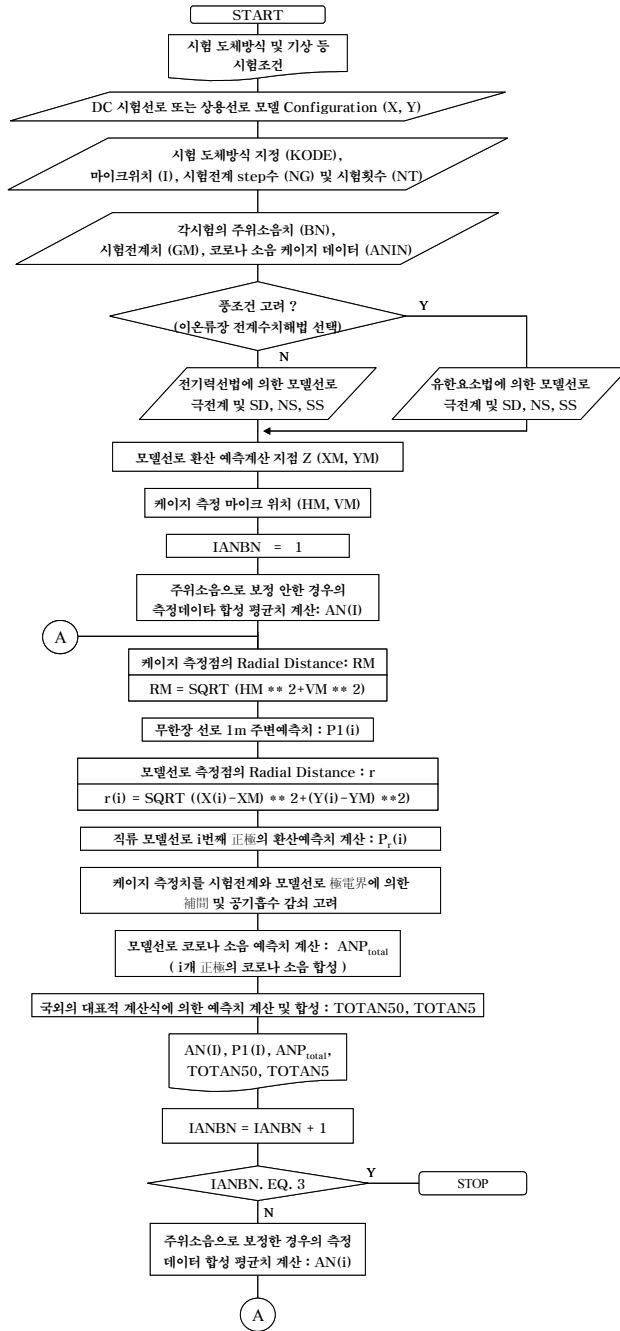 START
시험 도체방식 및 기상 등
시험조건
DC 시험선로 또는 상용선로 모델 Configuration (X, Y)
시험 도체방식 지정 (KODE),
마이크위치 (I), 시험전계 step수 (NG) 및 시험횟수 (NT)
각시험의 주위소음치 (BN),
시험전계치 (GM), 코로나 소음 케이지 데이터 (ANIN)
풍조건 고려 ?
(이온류장 전계수치해법 선택)
Y
N
전기력선법에 의한 모델선로
극전계 및 SD, NS, SS
유한요소법에 의한 모델선로
극전계 및 SD, NS, SS
모델선로 환산 예측계산 지점 Z (XM, YM)
케이지 측정 마이크 위치 (HM, VM)
IANBN = 1
주위소음으로 보정 안한 경우의
측정데이타 합성 평균치 계산: AN(I)
A
케이지 측정점의 Radial Distance: RM
RM = SQRT (HM ** 2+VM ** 2)
무한장 선로 1m 주변예측치 : P1(i)
모델선로 측정점의 Radial Distance : r
r(i) = SQRT ((X(i)-XM) ** 2+(Y(i)-YM) **2)
직류 모델선로 i번째 正極의 환산예측치 계산 : Pr(i)
케이지 측정치를 시험전계와 모델선로 極電界에 의한
補間 및 공기흡수 감쇠 고려
모델선로 코로나 소음 예측치 계산 : ANPtotal
( i개 正極의 코로나 소음 합성 )
국외의 대표적 계산식에 의한 예측치 계산 및 합성 : TOTAN50, TOTAN5
AN(I), P1(I), ANPtotal,
TOTAN50, TOTAN5
IANBN = IANBN + 1
IANBN. EQ. 3
Y
STOP
N
주위소음으로 보정한 경우의 측정
데이터 합성 평균치 계산 : AN(i)
A